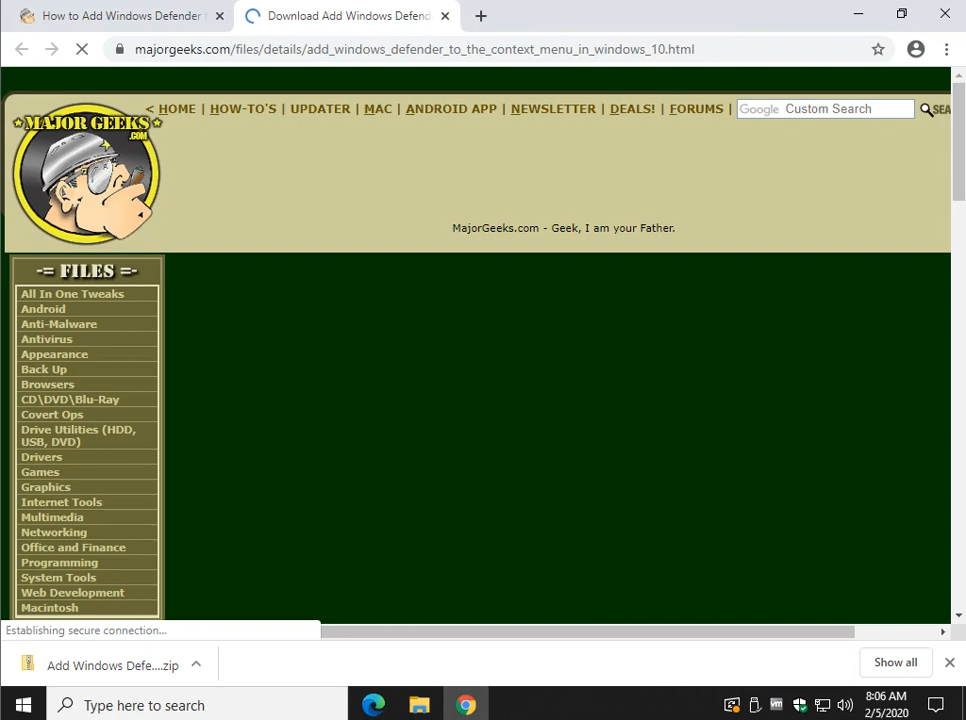 How to Add Windows Defender
Download Add Windows Defend
majorgeeks.com/files/details/add_windows_defender_to_the_context_menu_in_windows_10.html
MAJOR GEEKS
.COM
< HOME | HOW-TO'S | UPDATER | MAC | ANDROID APP | NEWSLETTER | DEALS! | FORUMS |
Google Custom Search
SEA
MajorGeeks.com - Geek, I am your Father.
-= FILES =-
All In One Tweaks
Android
Anti-Malware
Antivirus
Appearance
Back Up
Browsers
CD\DVD\Blu-Ray
Covert Ops
Drive Utilities (HDD,
USB, DVD)
Drivers
Games
Graphics
Internet Tools
Multimedia
Networking
Office and Finance
Programming
System Tools
Web Development
Macintosh
Establishing secure connection...
Add Windows Defe....zip
Show all
Type here to search
8:06 AM
2/5/2020